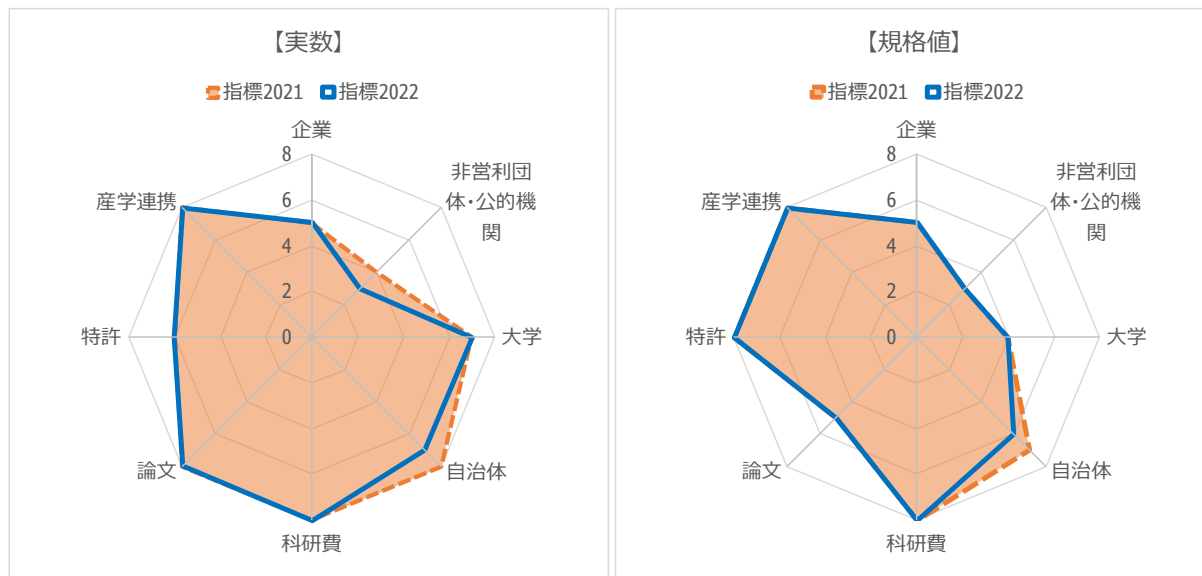 【実数】
指標2021 指標2022
企業
8
6
4
2
0
非営利団
体・公的機
関
大学
自治体
科研費
論文
特許
産学連携
【規格値】
指標2021 指標2022
企業
8
6
4
2
0
非営利団
体・公的機
関
大学
自治体
科研費
論文
特許
産学連携